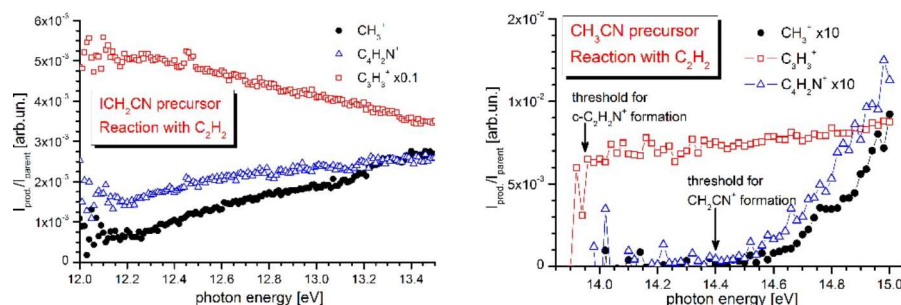 6x10⁻⁵
5x10⁻⁵
4x10⁻⁵
3x10⁻⁵
2x10⁻⁵
1x10⁻⁵
0
I prod./I parent [arb.un.]
CH₃⁺
C₄H₂N⁺
C₃H₃⁺ x0.1
ICH₂CN precursor
Reaction with C₂H₂
12.0 12.2 12.4 12.6 12.8 13.0 13.2 13.4
photon energy [eV]
2x10⁻²
1x10⁻²
5x10⁻³
0
I prod./I parent [arb.un.]
CH₃CN precursor
Reaction with C₂H₂
CH₃⁺ x10
C₃H₃⁺
C₄H₂N⁺ x10
threshold for
c-C₂H₂N⁺ formation
threshold for
CH₂CN⁺ formation
14.0 14.2 14.4 14.6 14.8 15.0
photon energy [eV]